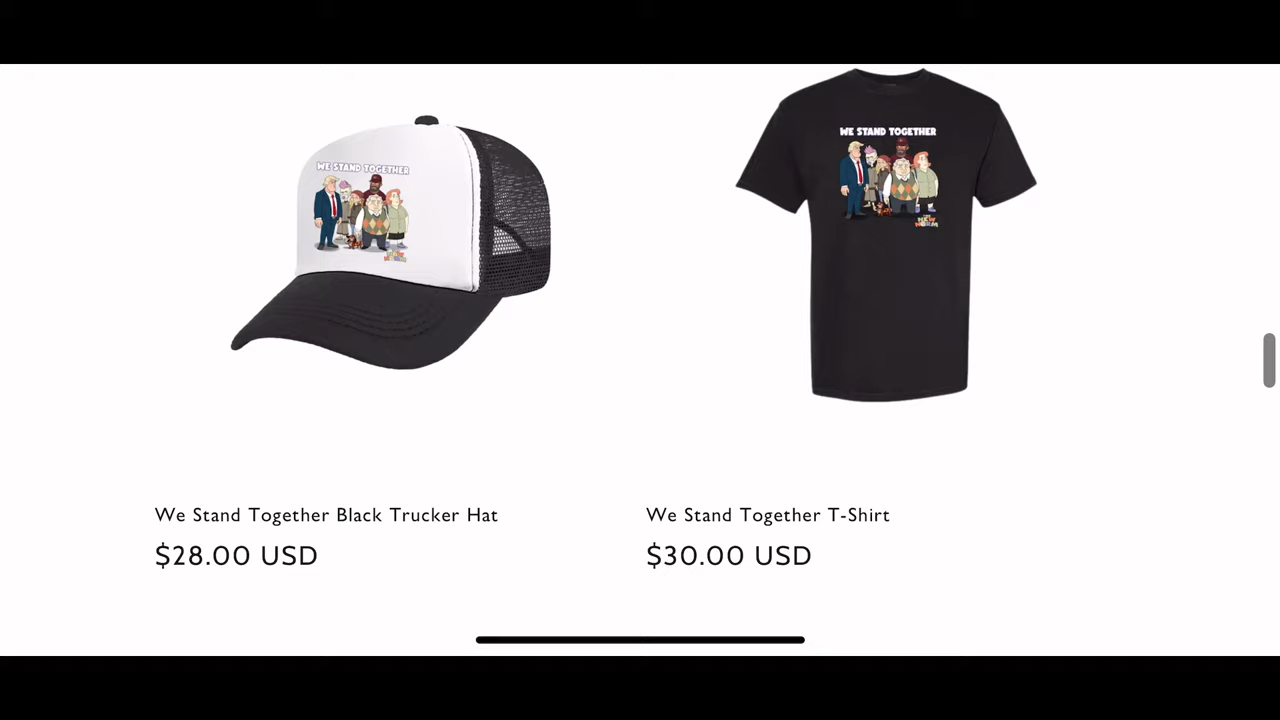 WE STAND TOGETHER
WE STAND TOGETHER
We Stand Together Black Trucker Hat
$28.00 USD
We Stand Together T-Shirt
$30.00 USD